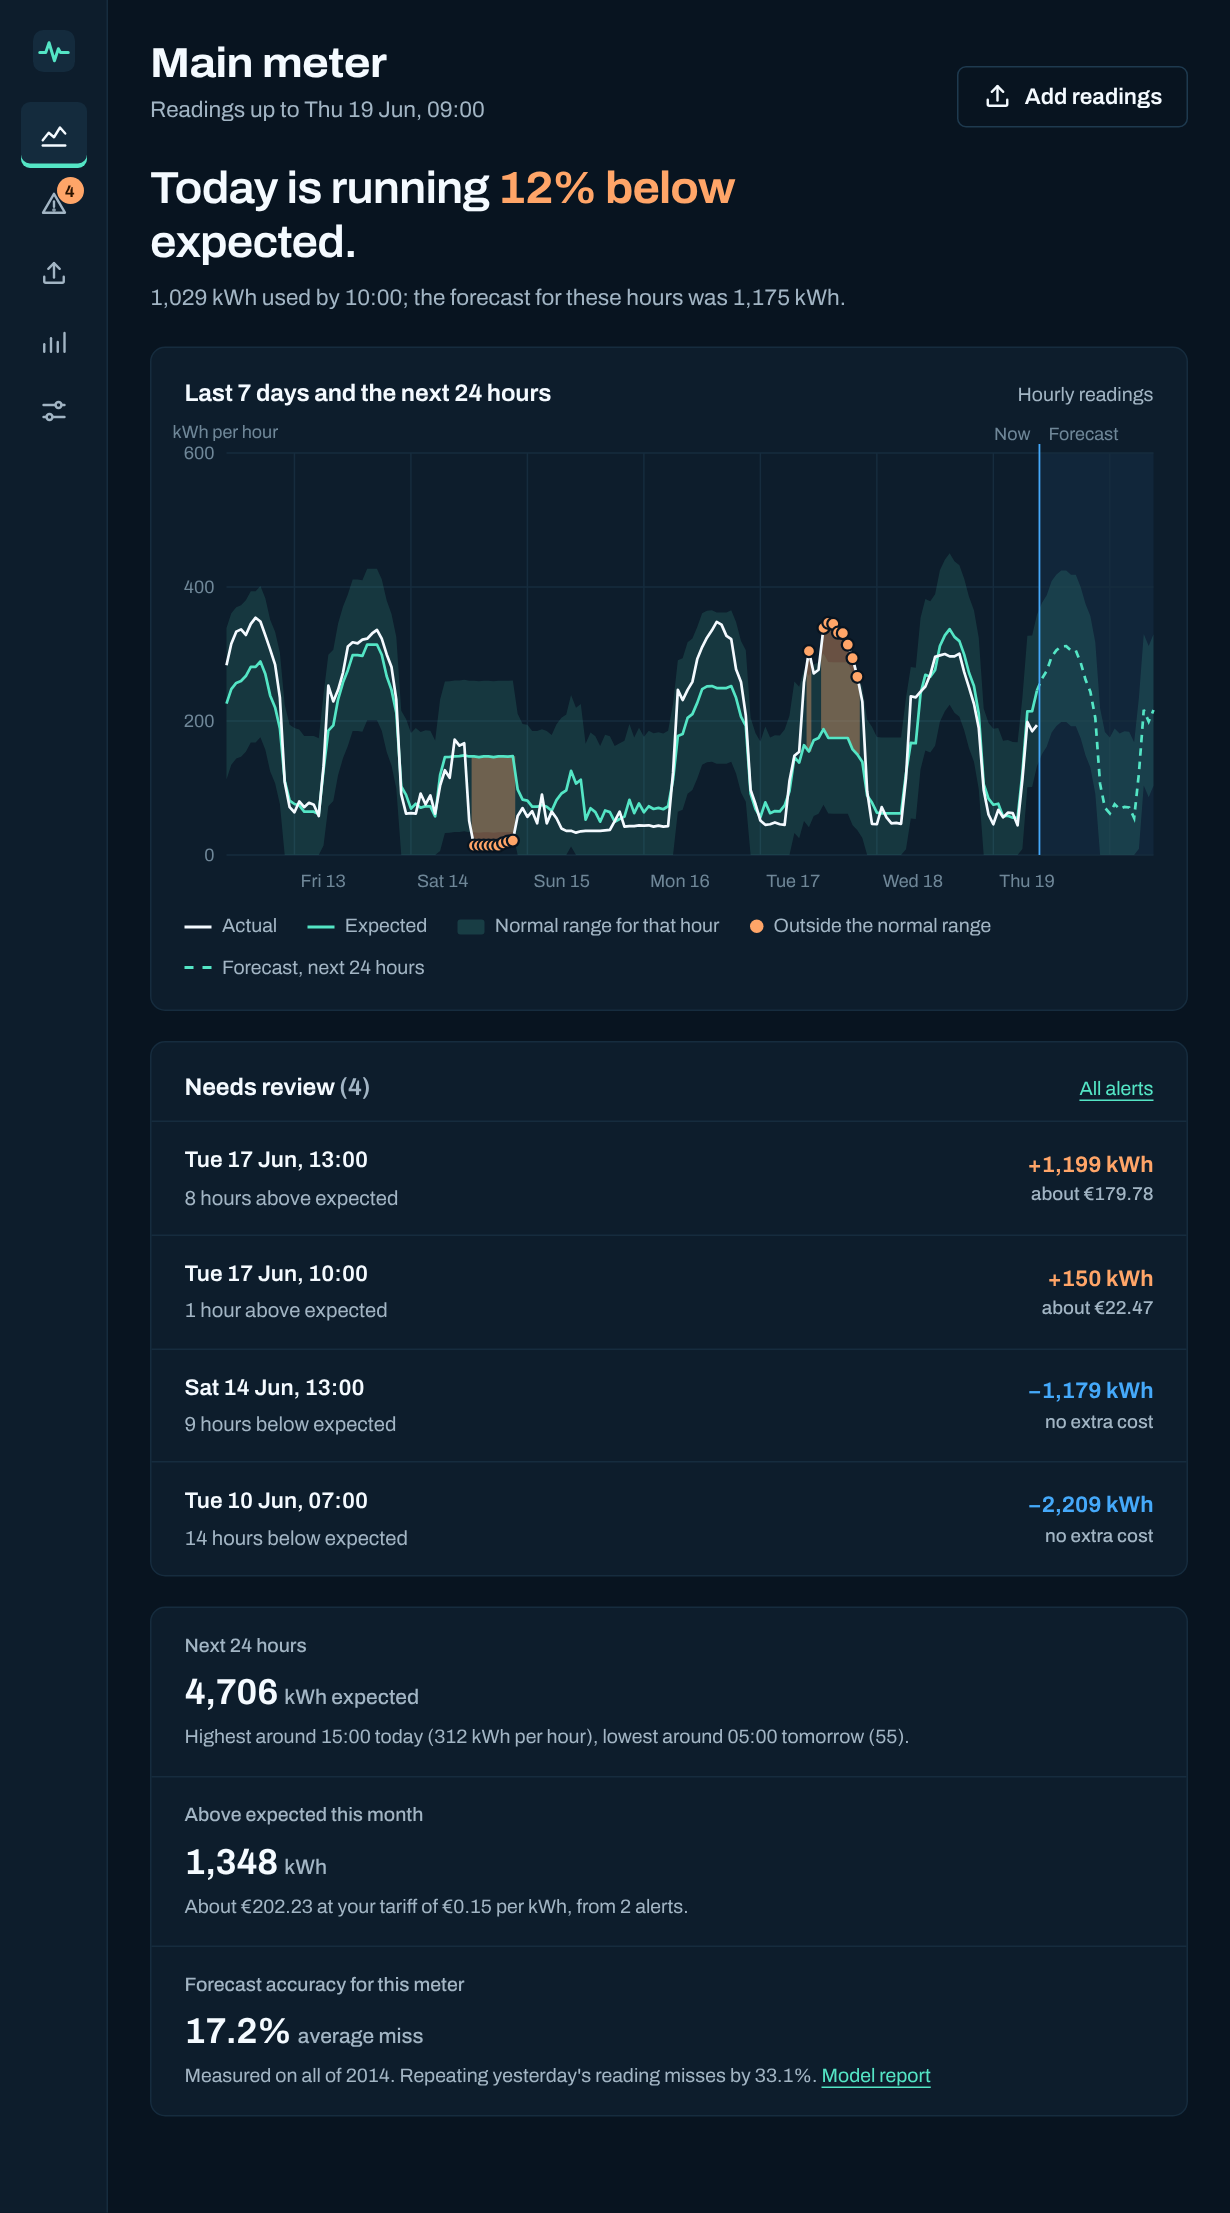 Main meter
Readings up to Thu 19 Jun, 09:00
Add readings
4
Today is running 12% below
expected.
1,029 kWh used by 10:00; the forecast for these hours was 1,175 kWh.
Last 7 days and the next 24 hours
Hourly readings
kWh per hour
Now
Forecast
600
400
200
0
Fri 13
Sat 14
Sun 15
Mon 16
Tue 17
Wed 18
Thu 19
Actual
Expected
Normal range for that hour
Outside the normal range
Forecast, next 24 hours
Needs review (4)
All alerts
Tue 17 Jun, 13:00
+1,199 kWh
8 hours above expected
about €179.78
Tue 17 Jun, 10:00
+150 kWh
1 hour above expected
about €22.47
Sat 14 Jun, 13:00
−1,179 kWh
9 hours below expected
no extra cost
Tue 10 Jun, 07:00
−2,209 kWh
14 hours below expected
no extra cost
Next 24 hours
4,706 kWh expected
Highest around 15:00 today (312 kWh per hour), lowest around 05:00 tomorrow (55).
Above expected this month
1,348 kWh
About €202.23 at your tariff of €0.15 per kWh, from 2 alerts.
Forecast accuracy for this meter
17.2% average miss
Measured on all of 2014. Repeating yesterday's reading misses by 33.1%. Model report